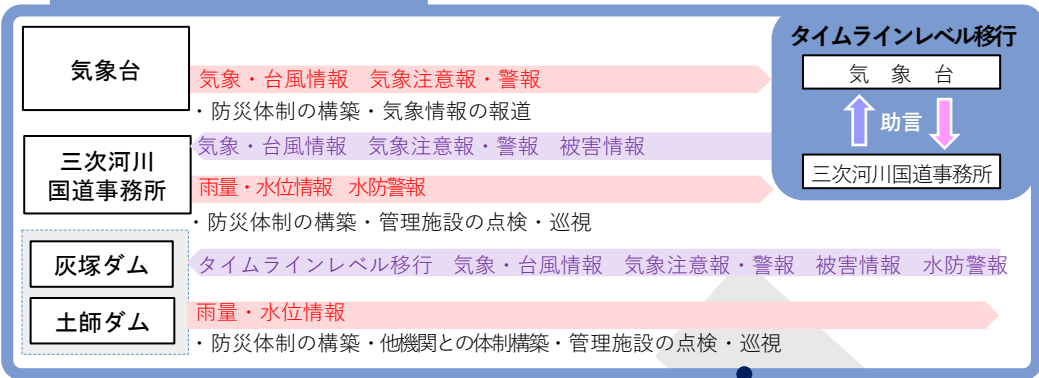 気象台
気象・台風情報　気象注意報・警報
・防災体制の構築・気象情報の報道
三次河川
国道事務所
気象・台風情報　気象注意報・警報　被害情報
雨量・水位情報　水防警報
・防災体制の構築・管理施設の点検・巡視
灰塚ダム
タイムラインレベル移行　気象・台風情報　気象注意報・警報　被害情報　水防警報
土師ダム
雨量・水位情報
・防災体制の構築・他機関との体制構築・管理施設の点検・巡視
タイムラインレベル移行
気　象　台
助言
三次河川国道事務所